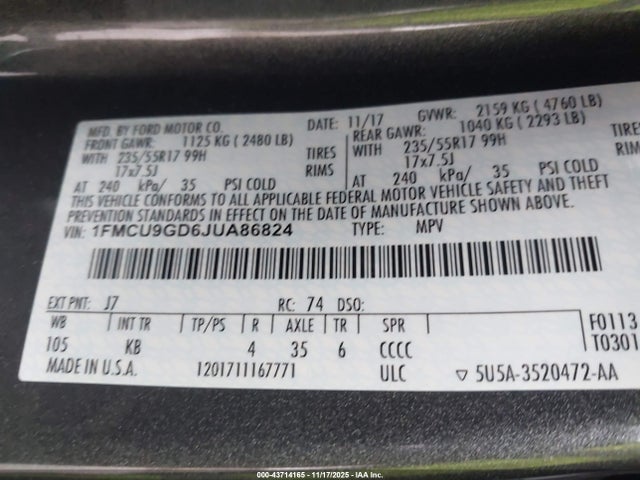 MFD. BY FORD MOTOR CO. DATE: 11/17 GVWR: 2159 KG ( 4760 LB)
FRONT GAWR: 1125 KG ( 2480 LB) REAR GAWR: 1040 KG ( 2293 LB)
WITH 235/55R17 99H TIRES WITH 235/55R17 99H TIRE
17x7.5J RIMS 17x7.5J RIMS
AT 240 kPa/ 35 PSI COLD AT 240 kPa/ 35 PSI COLD
THIS VEHICLE CONFORMS TO ALL APPLICABLE FEDERAL MOTOR VEHICLE SAFETY AND THEFT
PREVENTION STANDARDS IN EFFECT ON THE DATE OF MANUFACTURE SHOWN ABOVE.
VIN: 1FMCU9GD6JUA86824 TYPE: MPV
EXT PNT: J7 RC: 74 DSO:
WB INT TR TP/PS R AXLE TR SPR F0113
105 KB 4 35 6 CCCC T0301
MADE IN U.S.A. 1201711167771 ULC ▽ 5U5A-3520472-AA
000-43714165 - 11/17/2025 - IAA Inc.